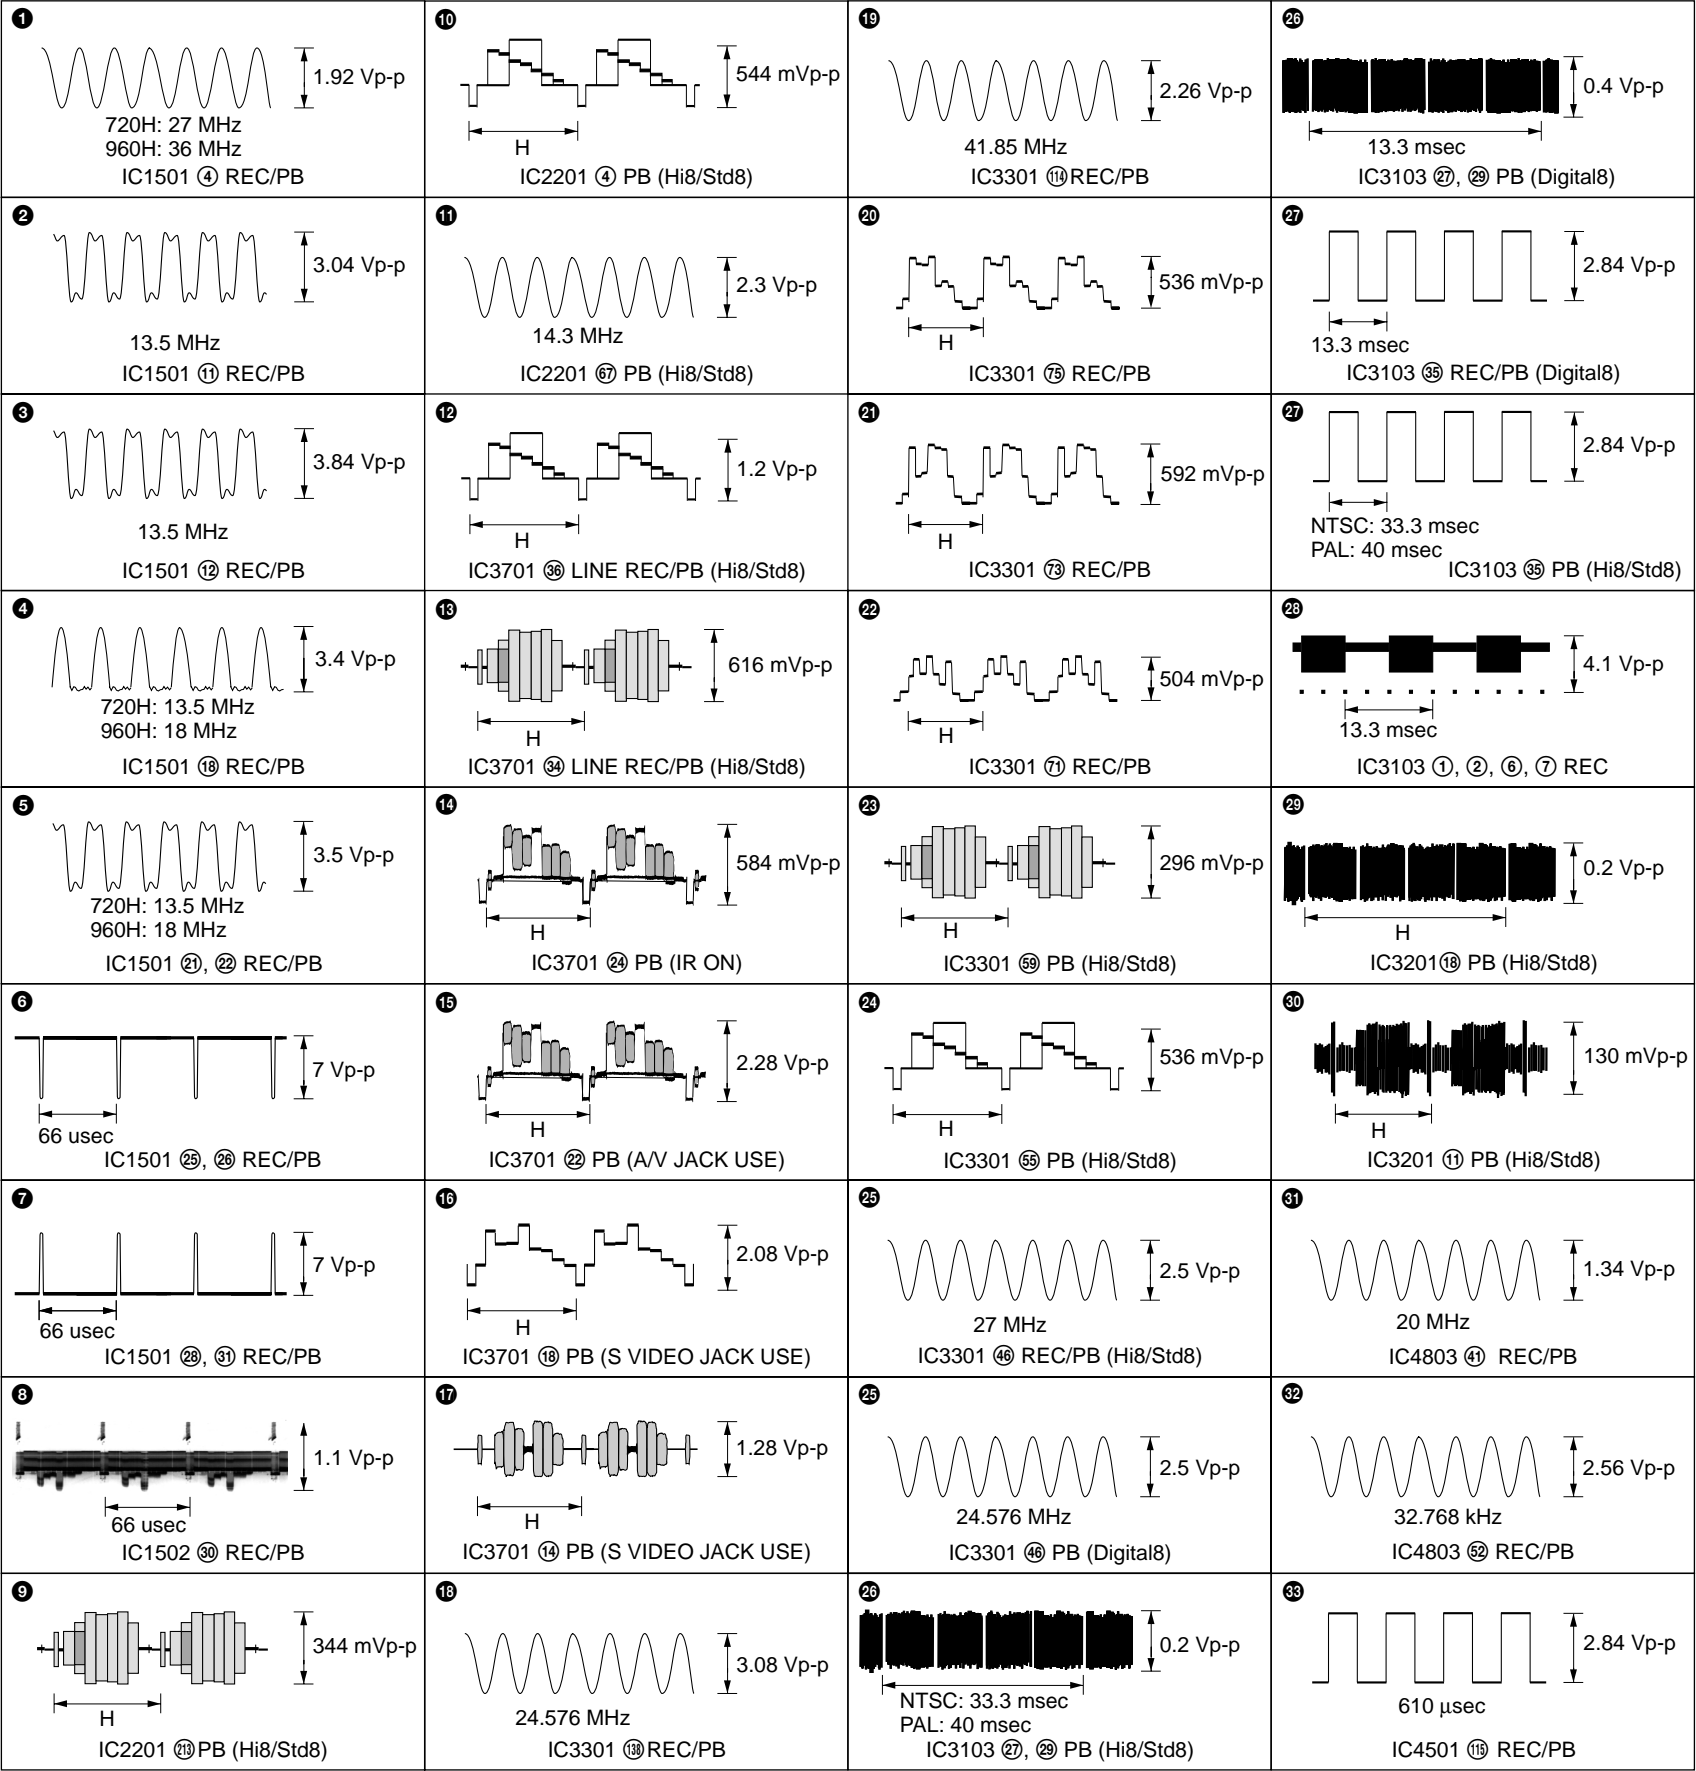 ❶
1.92 Vp-p
720H: 27 MHz
960H: 36 MHz
IC1501 ④ REC/PB
❷
3.04 Vp-p
13.5 MHz
IC1501 ⑪ REC/PB
❸
3.84 Vp-p
13.5 MHz
IC1501 ⑫ REC/PB
❹
3.4 Vp-p
720H: 13.5 MHz
960H: 18 MHz
IC1501 ⑱ REC/PB
❺
3.5 Vp-p
720H: 13.5 MHz
960H: 18 MHz
IC1501 ㉑, ㉒ REC/PB
❻
7 Vp-p
66 usec
IC1501 ㉕, ㉖ REC/PB
❼
7 Vp-p
66 usec
IC1501 ㉘, ㉛ REC/PB
❽
1.1 Vp-p
66 usec
IC1502 ㉚ REC/PB
❾
344 mVp-p
H
IC2201 (213) PB (Hi8/Std8)
❿
544 mVp-p
H
IC2201 ④ PB (Hi8/Std8)
⓫
2.3 Vp-p
14.3 MHz
IC2201 (67) PB (Hi8/Std8)
⓬
1.2 Vp-p
H
IC3701 ㊱ LINE REC/PB (Hi8/Std8)
⓭
616 mVp-p
H
IC3701 ㉞ LINE REC/PB (Hi8/Std8)
⓮
584 mVp-p
H
IC3701 ㉔ PB (IR ON)
⓯
2.28 Vp-p
H
IC3701 ㉒ PB (A/V JACK USE)
⓰
2.08 Vp-p
H
IC3701 ⑱ PB (S VIDEO JACK USE)
⓱
1.28 Vp-p
H
IC3701 ⑭ PB (S VIDEO JACK USE)
⓲
3.08 Vp-p
24.576 MHz
IC3301 (138) REC/PB
⓳
2.26 Vp-p
41.85 MHz
IC3301 (114) REC/PB
⓴
536 mVp-p
H
IC3301 (75) REC/PB
21
592 mVp-p
H
IC3301 (73) REC/PB
22
504 mVp-p
H
IC3301 (71) REC/PB
23
296 mVp-p
H
IC3301 (59) PB (Hi8/Std8)
24
536 mVp-p
H
IC3301 (55) PB (Hi8/Std8)
25
2.5 Vp-p
27 MHz
IC3301 ㊻ REC/PB (Hi8/Std8)
25
2.5 Vp-p
24.576 MHz
IC3301 ㊻ PB (Digital8)
26
0.2 Vp-p
NTSC: 33.3 msec
PAL: 40 msec
IC3103 ㉗, ㉙ PB (Hi8/Std8)
26
0.4 Vp-p
13.3 msec
IC3103 ㉗, ㉙ PB (Digital8)
27
2.84 Vp-p
13.3 msec
IC3103 ㉟ REC/PB (Digital8)
27
2.84 Vp-p
NTSC: 33.3 msec
PAL: 40 msec
IC3103 ㉟ PB (Hi8/Std8)
28
4.1 Vp-p
13.3 msec
IC3103 ①, ②, ⑥, ⑦ REC
29
0.2 Vp-p
H
IC3201 ⑱ PB (Hi8/Std8)
30
130 mVp-p
H
IC3201 ⑪ PB (Hi8/Std8)
31
1.34 Vp-p
20 MHz
IC4803 ㊶ REC/PB
32
2.56 Vp-p
32.768 kHz
IC4803 (52) REC/PB
33
2.84 Vp-p
610 µsec
IC4501 (115) REC/PB